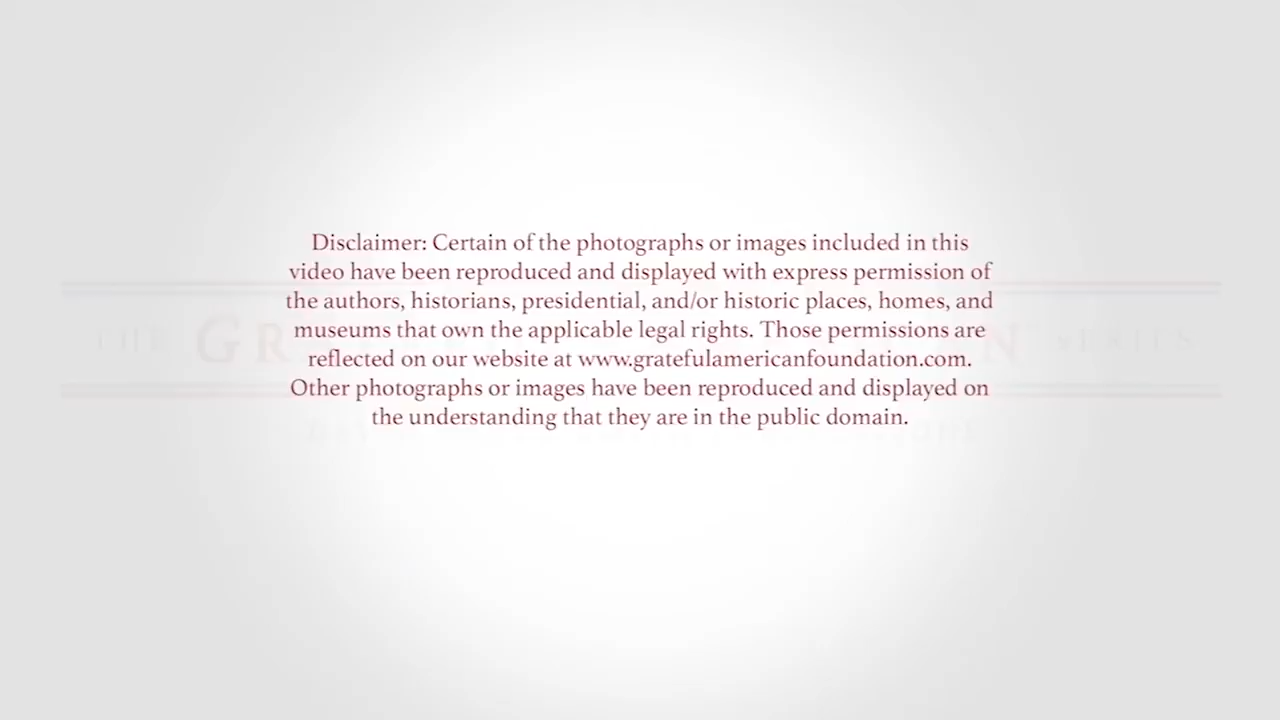 Disclaimer: Certain of the photographs or images included in this
video have been reproduced and displayed with express permission of
the authors, historians, presidential, and/or historic places, homes, and
museums that own the applicable legal rights. Those permissions are
reflected on our website at www.gratefulamericanfoundation.com.
Other photographs or images have been reproduced and displayed on
the understanding that they are in the public domain.
THE
SERIES